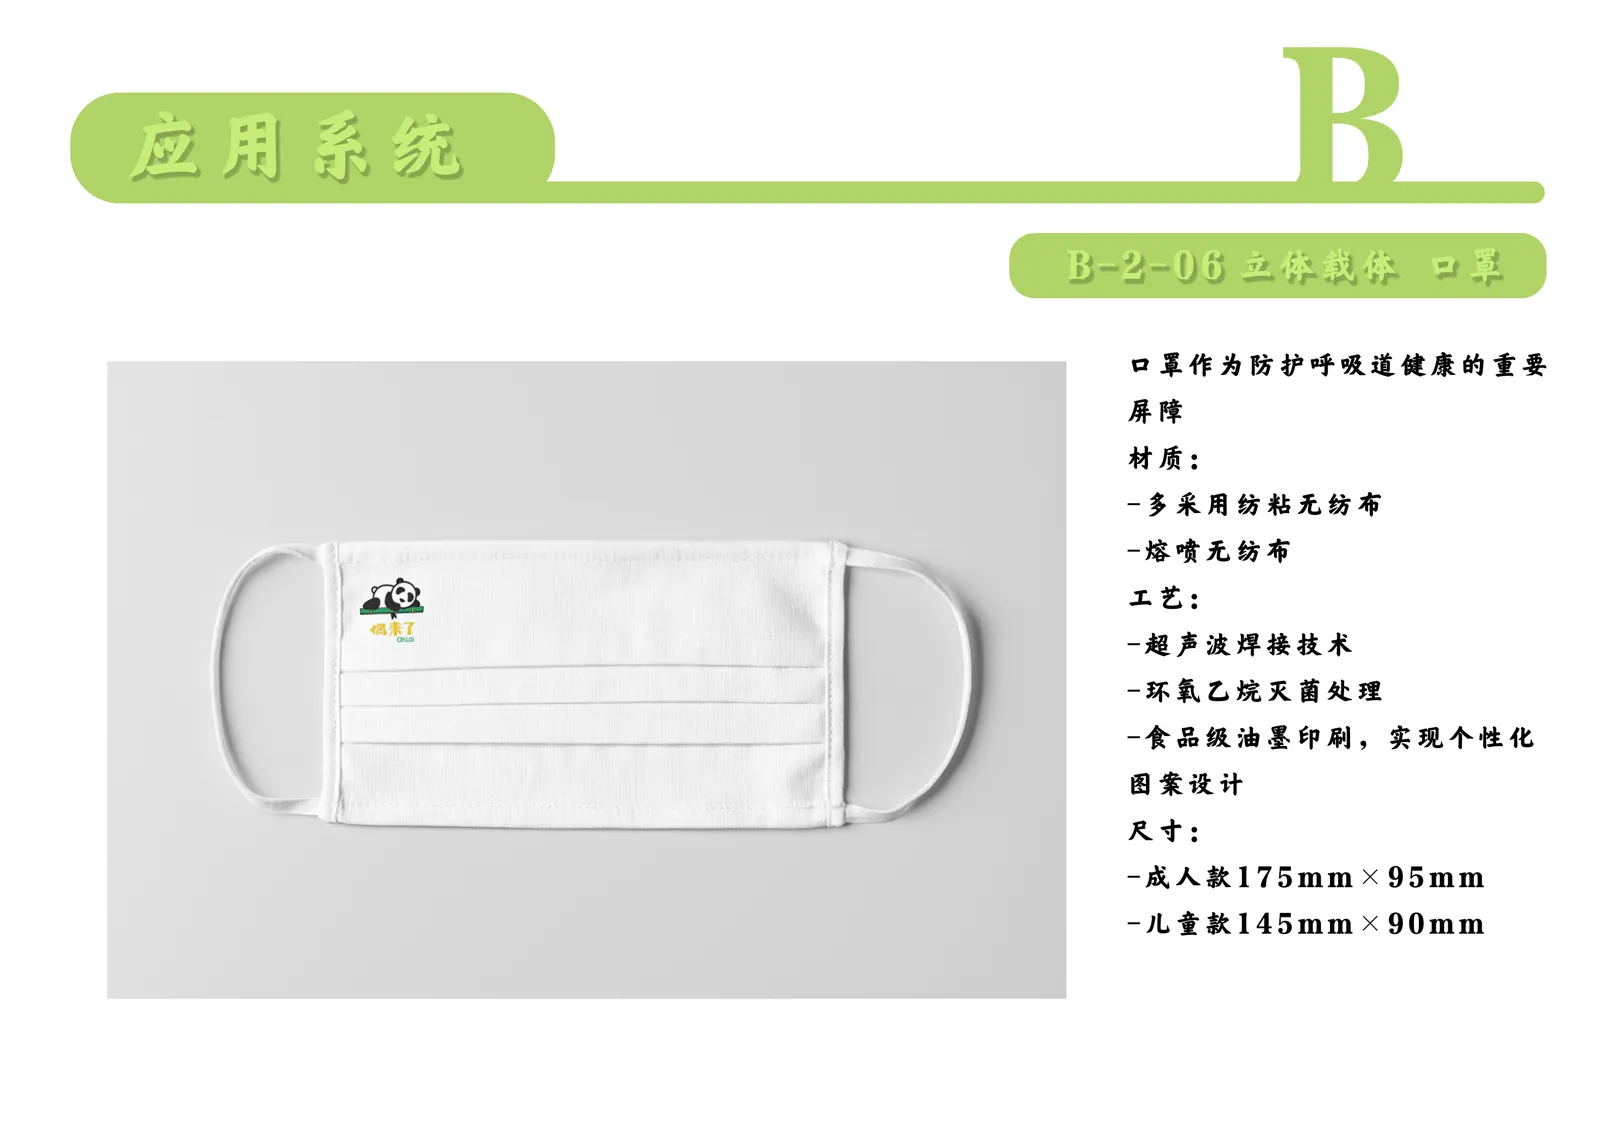 B
应用系统
B-2-06 立体载体 口罩
口罩作为防护呼吸道健康的重要
屏障
材质：
-多采用纺粘无纺布
-熔喷无纺布
工艺：
-超声波焊接技术
-环氧乙烷灭菌处理
-食品级油墨印刷，实现个性化
图案设计
尺寸：
-成人款175mm×95mm
-儿童款145mm×90mm
偶来了
OhLai